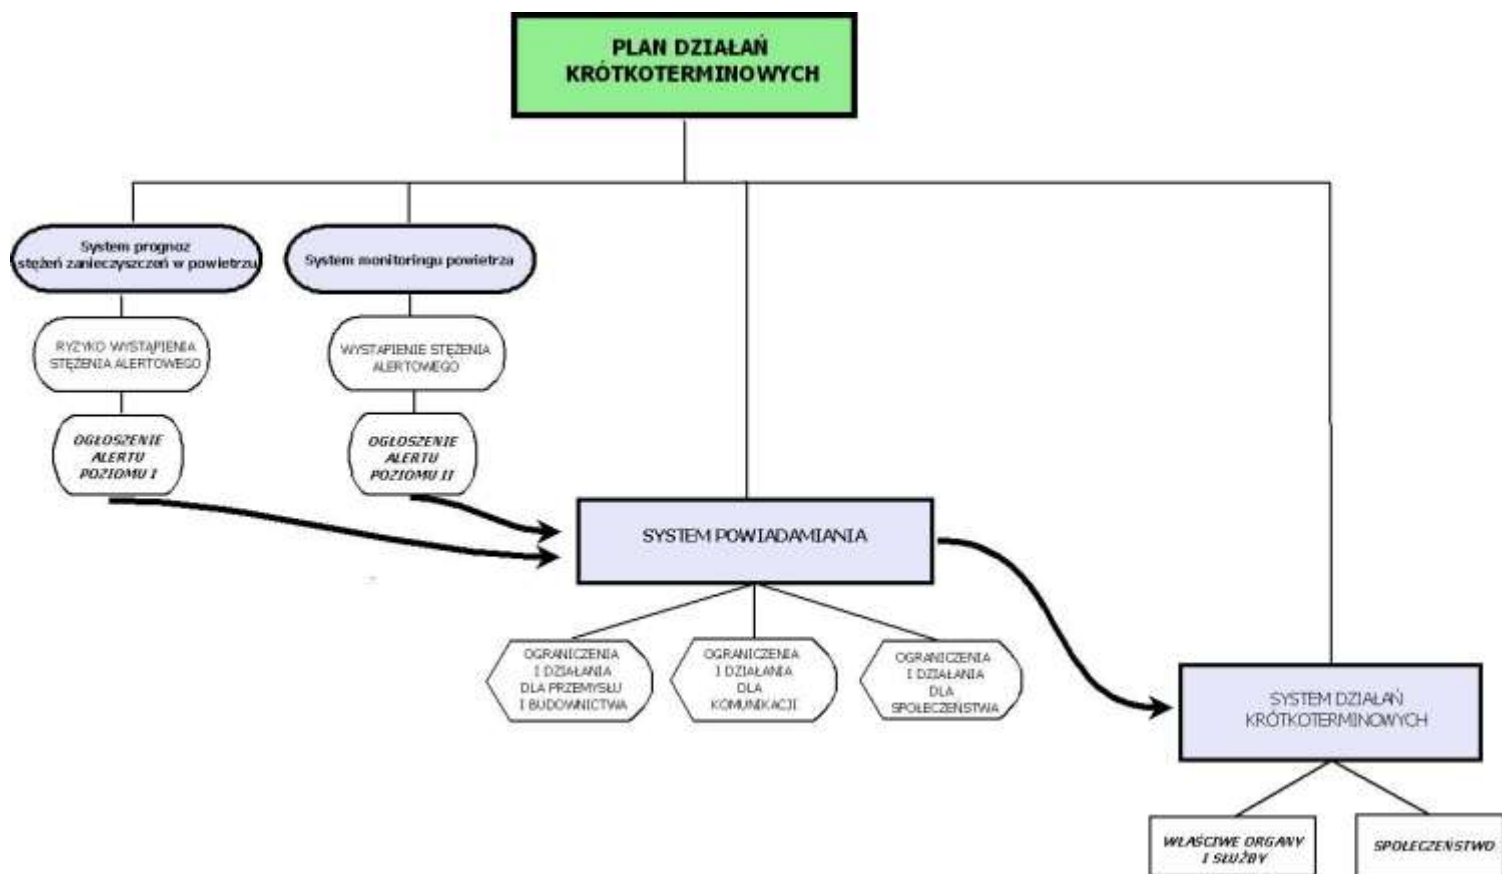 PLAN DZIAŁAŃ
KRÓTKOTERMINOWYCH
System prognoz
stężeń zanieczyszczeń w powietrzu
System monitoringu powietrza
RYZYKO WYSTĄPIENIA
STĘŻENIA ALERTOWEGO
WYSTĄPIENIE STĘŻENIA
ALERTOWEGO
OGŁOSZENIE
ALERTU
POZIOMU I
OGŁOSZENIE
ALERTU
POZIOMU II
SYSTEM POWIADAMIANIA
OGRANICZENIA
I DZIAŁANIA
DLA PRZEMYSŁU
I BUDOWNICTWA
OGRANICZENIA
I DZIAŁANIA
DLA
KOMUNIKACJI
OGRANICZENIA
I DZIAŁANIA
DLA
SPOŁECZEŃSTWA
SYSTEM DZIAŁAŃ
KRÓTKOTERMINOWYCH
WŁAŚCIWE ORGANY
I SŁUŻBY
SPOŁECZEŃSTWO